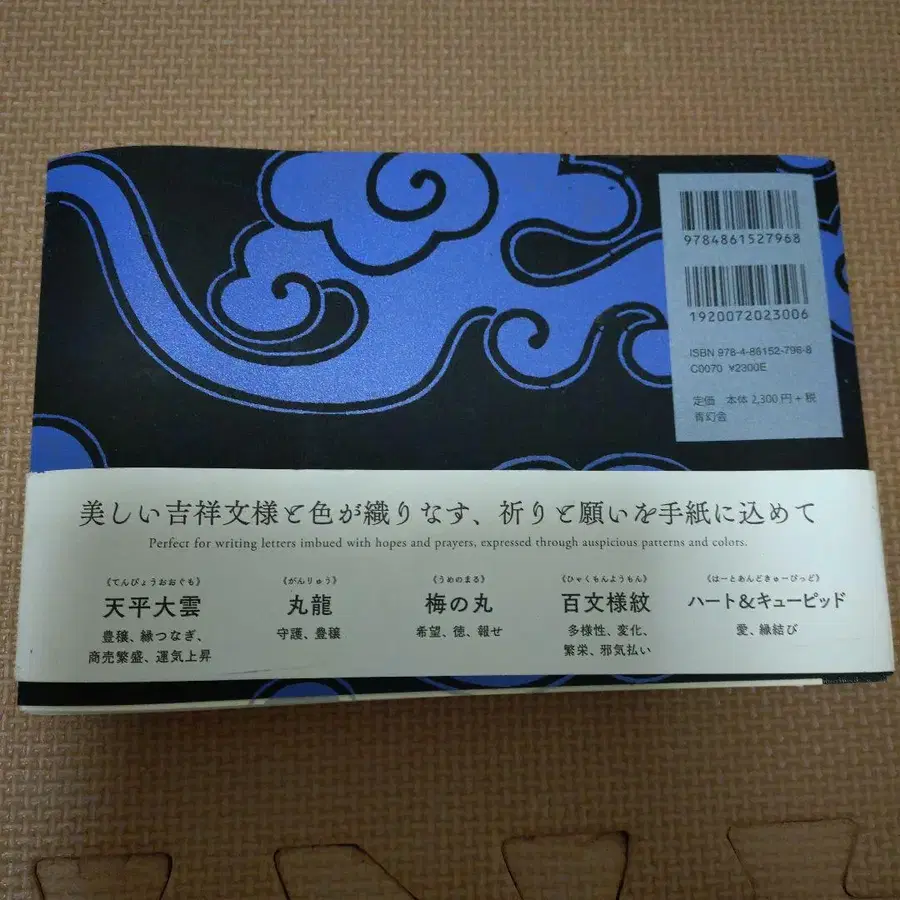 9784861527968
1920072023006
ISBN 978-4-86152-796-8
C0070 ¥2300E
定価 本体 2,300円+税
青幻舎
美しい吉祥文様と色が織りなす、祈りと願いを手紙に込めて
Perfect for writing letters imbued with hopes and prayers, expressed through auspicious patterns and colors.
《てんぴょうおおぐも》
天平大雲
豊穣、縁つなぎ、
商売繁盛、運気上昇
《がんりゅう》
丸龍
守護、豊穣
《うめのまる》
梅の丸
希望、徳、報せ
《ひゃくもんようもん》
百文様紋
多様性、変化、
繁栄、邪気払い
《はーとあんどきゅーぴっど》
ハート&キューピッド
愛、縁結び